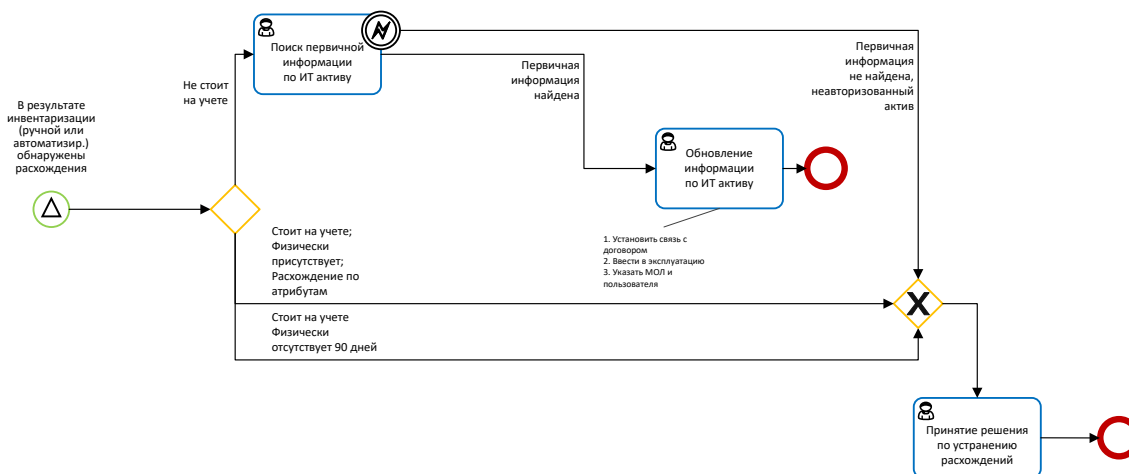 Поиск первичной
информации
по ИТ активу
Не стоит
на учете
Первичная
информация
найдена
Первичная
информация
не найдена,
неавторизованный
актив
В результате
инвентаризации
(ручной или
автоматизир.)
обнаружены
расхождения
Обновление
информации
по ИТ активу
1. Установить связь с
договором
2. Ввести в эксплуатацию
3. Указать МОЛ и
пользователя
Стоит на учете;
Физически
присутствует;
Расхождение по
атрибутам
Стоит на учете
Физически
отсутствует 90 дней
Принятие решения
по устранению
расхождений